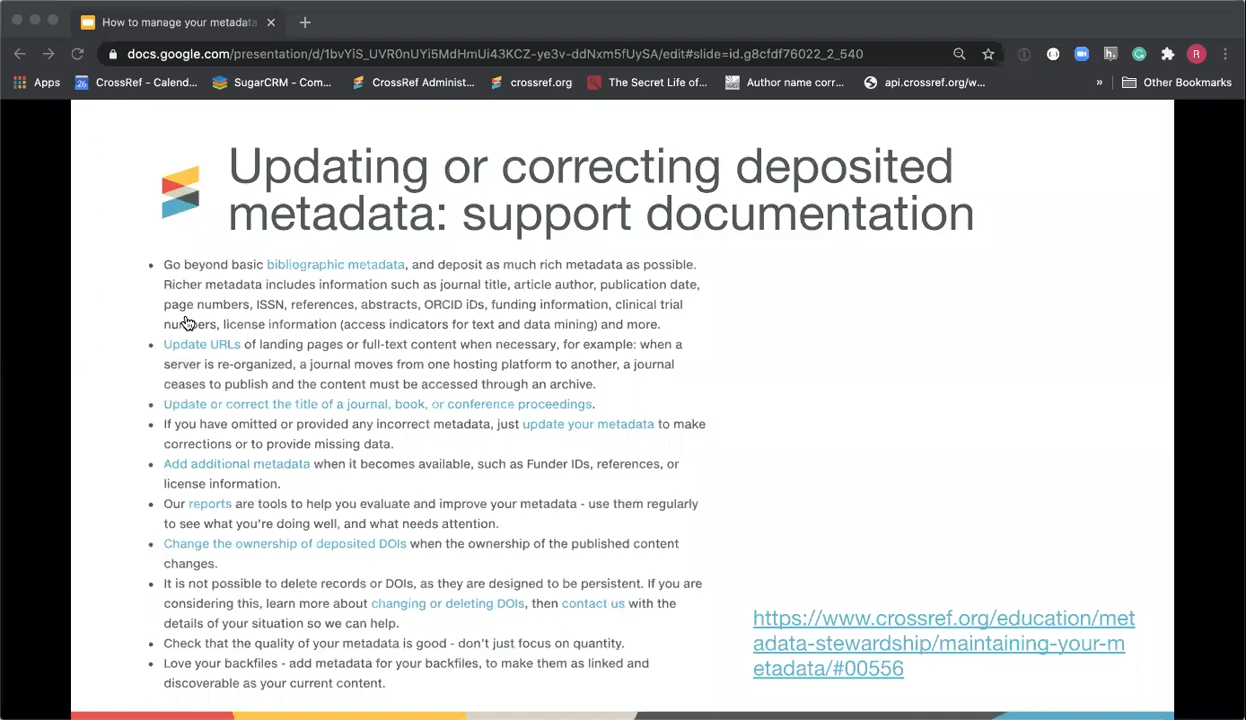 How to manage your metadata
docs.google.com/presentation/d/1bvYiS_UVR0nUYi5MdHmUi43KCZ-ye3v-ddNxm5fUySA/edit#slide=id.g8cfdf76022_2_540
R
Apps
26
CrossRef - Calend...
SugarCRM - Com...
CrossRef Administ...
crossref.org
The Secret Life of...
Author name corr...
api.crossref.org/w...
»
Other Bookmarks
Updating or correcting deposited
metadata: support documentation
• Go beyond basic bibliographic metadata, and deposit as much rich metadata as possible.
Richer metadata includes information such as journal title, article author, publication date,
page numbers, ISSN, references, abstracts, ORCID iDs, funding information, clinical trial
numbers, license information (access indicators for text and data mining) and more.
• Update URLs of landing pages or full-text content when necessary, for example: when a
server is re-organized, a journal moves from one hosting platform to another, a journal
ceases to publish and the content must be accessed through an archive.
• Update or correct the title of a journal, book, or conference proceedings.
• If you have omitted or provided any incorrect metadata, just update your metadata to make
corrections or to provide missing data.
• Add additional metadata when it becomes available, such as Funder IDs, references, or
license information.
• Our reports are tools to help you evaluate and improve your metadata - use them regularly
to see what you're doing well, and what needs attention.
• Change the ownership of deposited DOIs when the ownership of the published content
changes.
• It is not possible to delete records or DOIs, as they are designed to be persistent. If you are
considering this, learn more about changing or deleting DOIs, then contact us with the
details of your situation so we can help.
• Check that the quality of your metadata is good - don't just focus on quantity.
• Love your backfiles - add metadata for your backfiles, to make them as linked and
discoverable as your current content.
https://www.crossref.org/education/met
adata-stewardship/maintaining-your-m
etadata/#00556